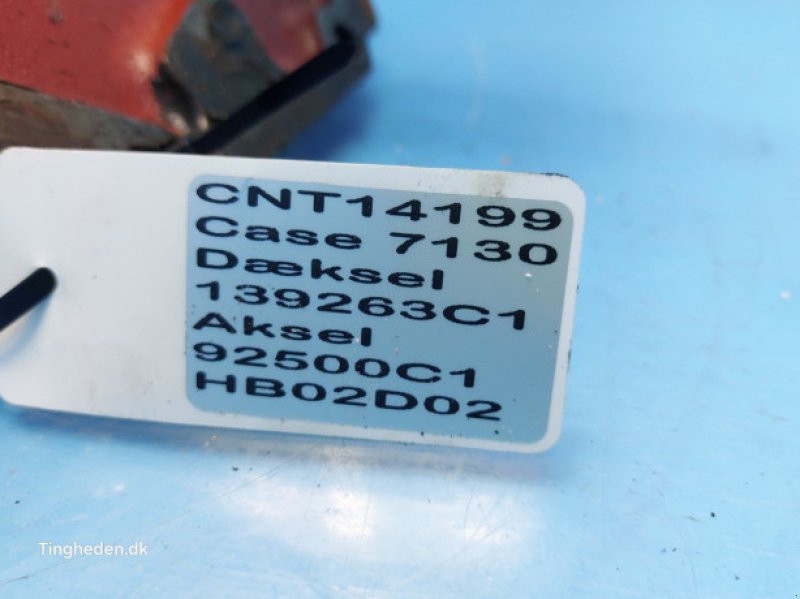 CNT14199
Case 7130
Dæksel
139263C1
Aksel
92500C1
HB02D02
Tingheden.dk